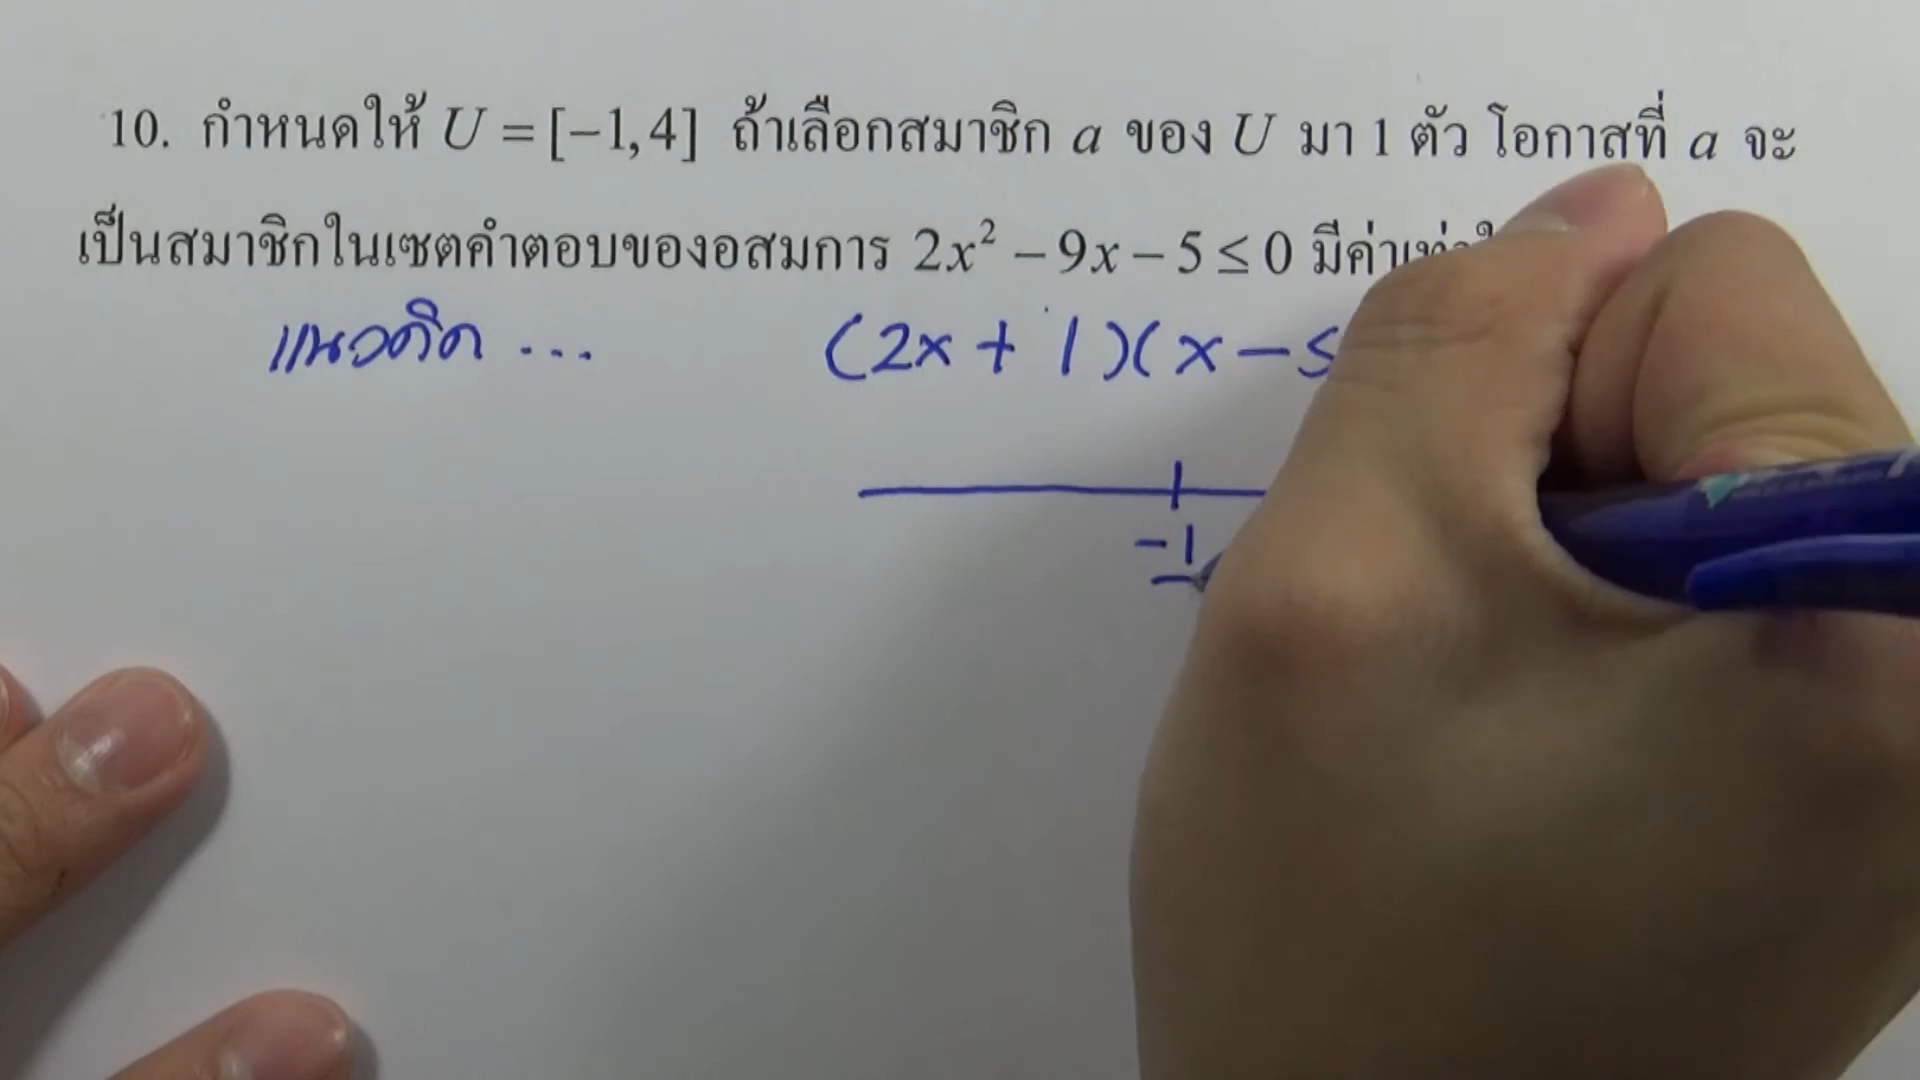 10. กำหนดให้ U = [−1, 4] ถ้าเลือกสมาชิก a ของ U มา 1 ตัว โอกาสที่ a จะ
เป็นสมาชิกในเซตคำตอบของอสมการ 2x² − 9x − 5 ≤ 0 มีค่า
แนวคิด ... (2x + 1)(x − 5
−1